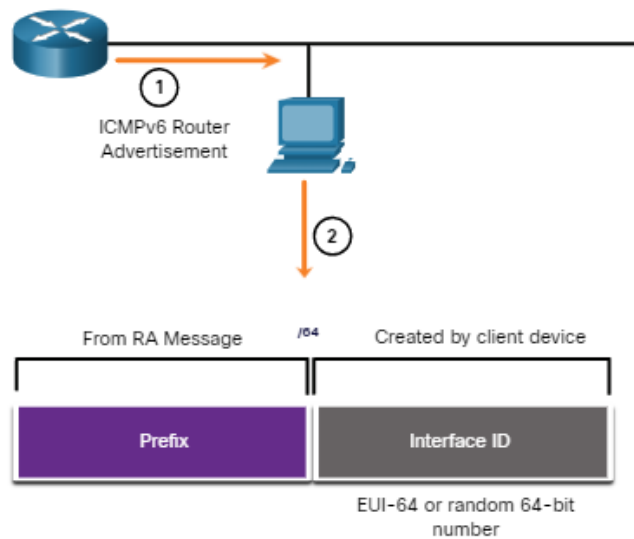 1
ICMPv6 Router
Advertisement
2
From RA Message
/64
Created by client device
Prefix
Interface ID
EUI-64 or random 64-bit
number